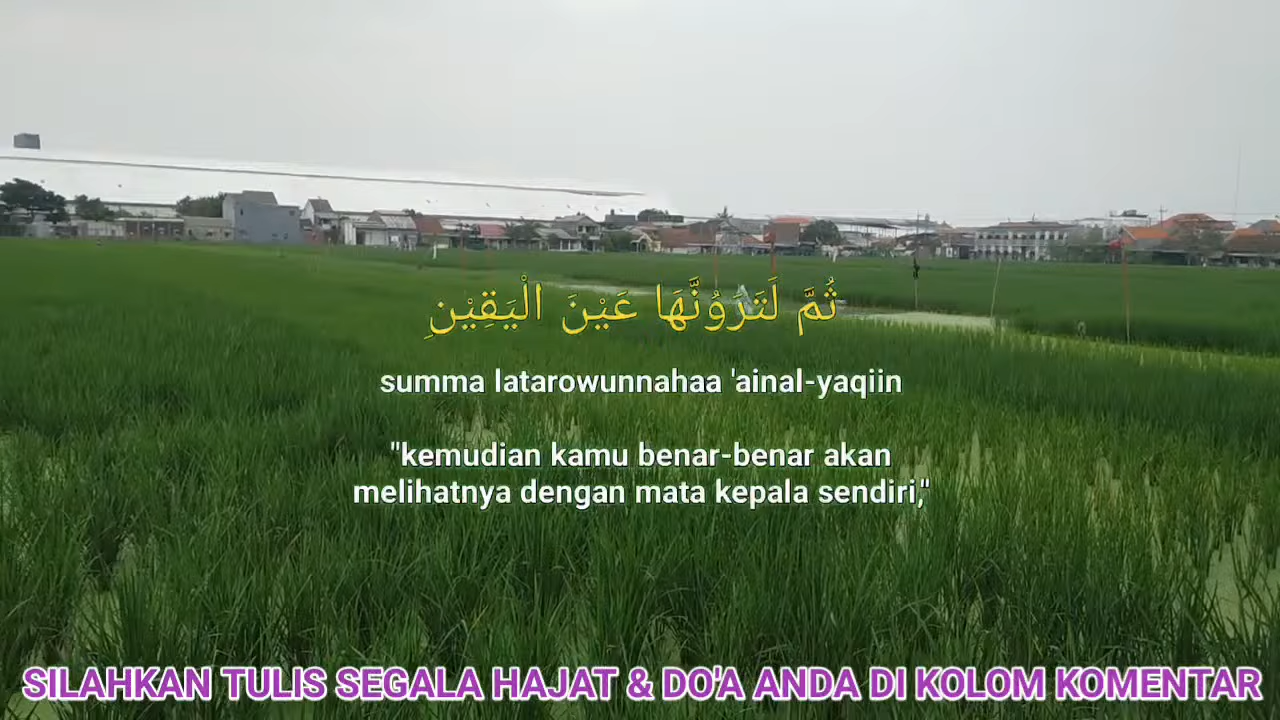 ثُمَّ لَتَرَوُنَّهَا عَيْنَ الْيَقِيْنِ
summa latarowunnahaa 'ainal-yaqiin
"kemudian kamu benar-benar akan
melihatnya dengan mata kepala sendiri,"
SILAHKAN TULIS SEGALA HAJAT & DO'A ANDA DI KOLOM KOMENTAR